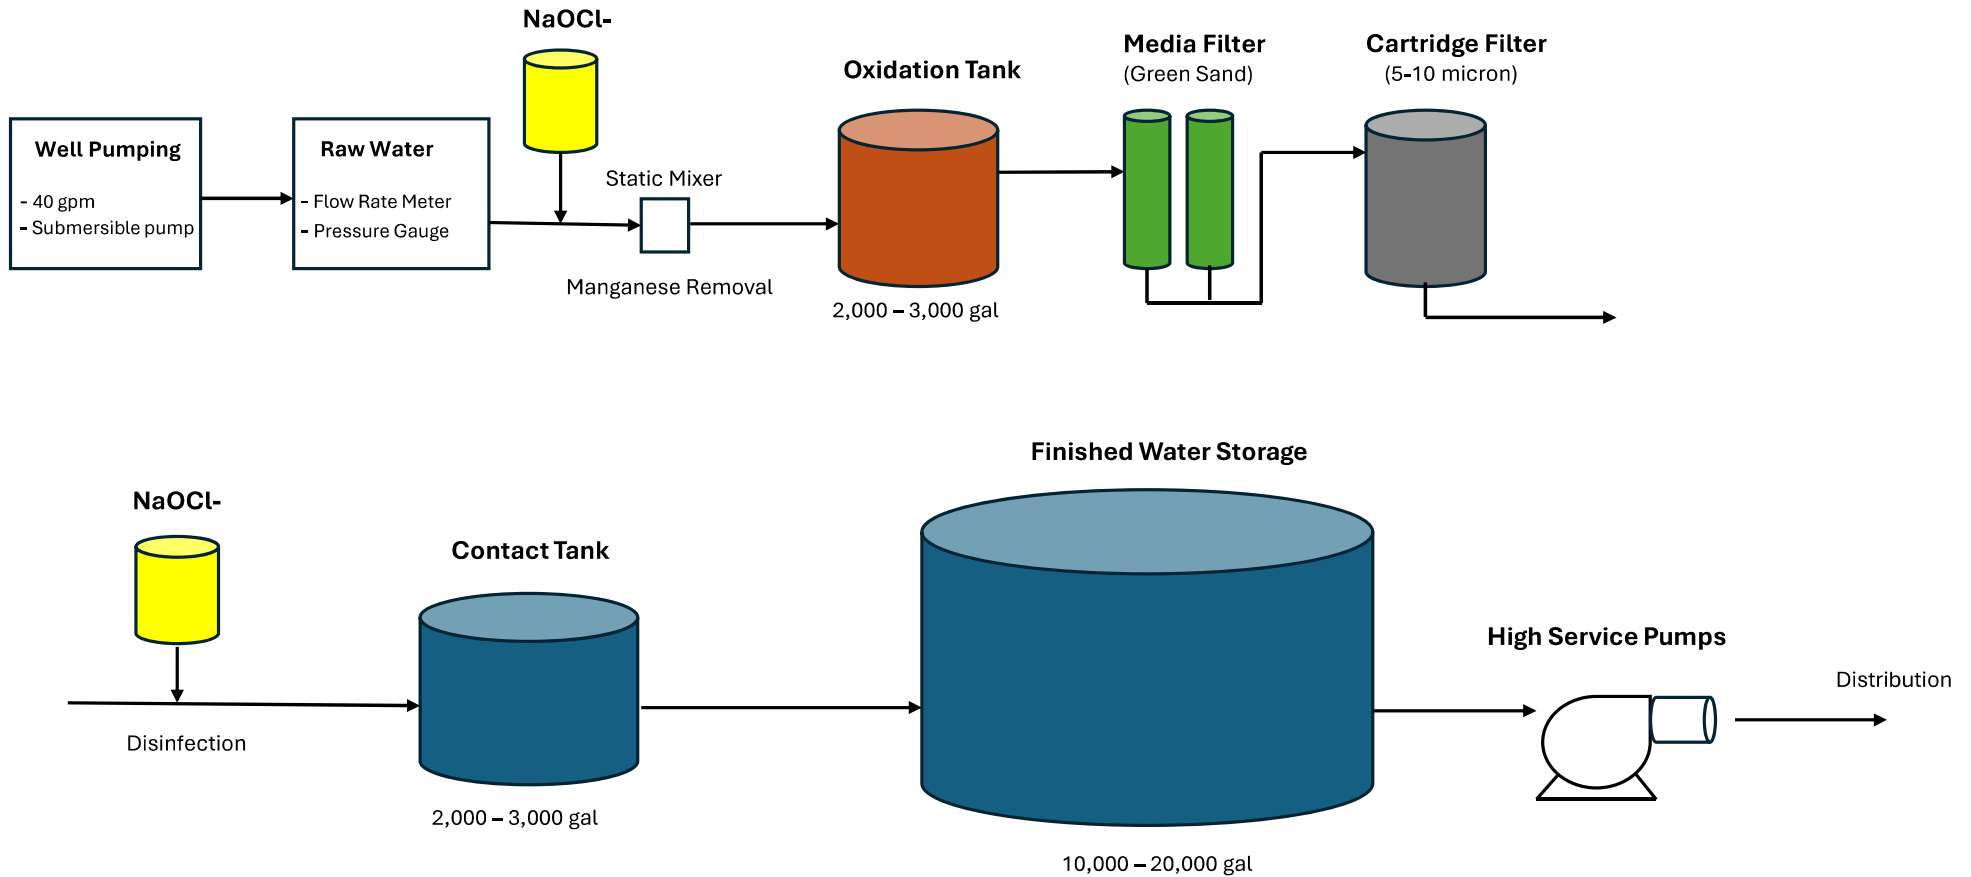 NaOCl-
Well Pumping
- 40 gpm
- Submersible pump
Raw Water
- Flow Rate Meter
- Pressure Gauge
Static Mixer
Manganese Removal
Oxidation Tank
2,000 – 3,000 gal
Media Filter
(Green Sand)
Cartridge Filter
(5-10 micron)
NaOCl-
Disinfection
Contact Tank
2,000 – 3,000 gal
Finished Water Storage
10,000 – 20,000 gal
High Service Pumps
Distribution